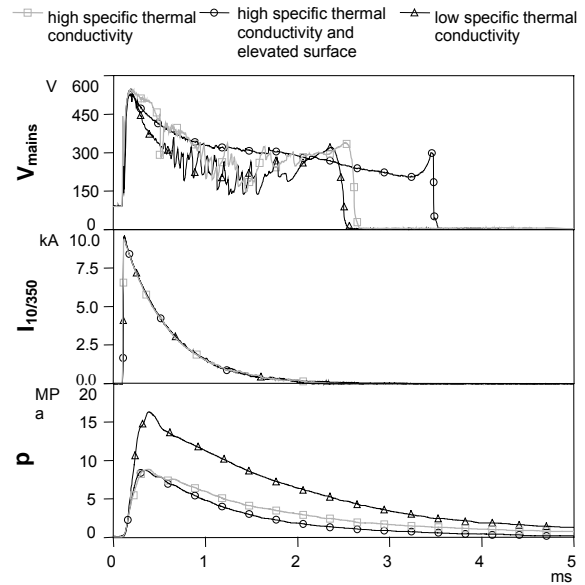 high specific thermal
conductivity
high specific thermal
conductivity and
elevated surface
low specific thermal
conductivity
V
600
450
300
150
0
Vmains
kA
10.0
7.5
5.0
2.5
0.0
I10/350
MP
a
20
15
10
5
0
p
0 1 2 3 4 5
ms